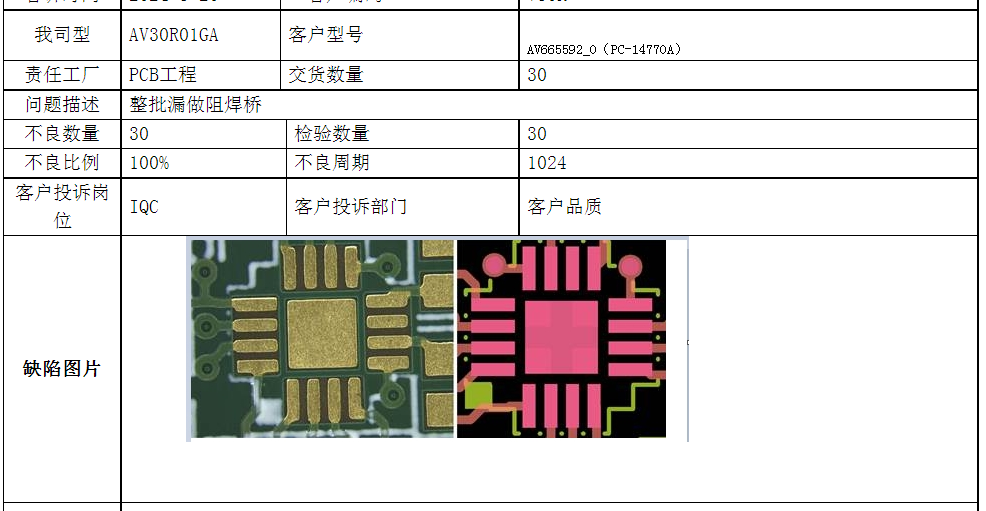 我司型 AV30R01GA 客户型号 AV665592_0（PC-14770A）
责任工厂 PCB工程 交货数量 30
问题描述 整批漏做阻焊桥
不良数量 30 检验数量 30
不良比例 100% 不良周期 1024
客户投诉岗位 IQC 客户投诉部门 客户品质
缺陷图片